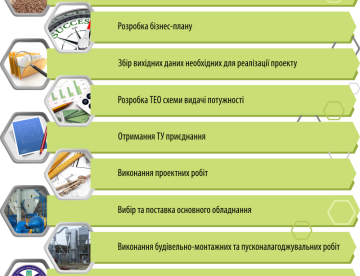 SUCCESS
Розробка бізнес-плану
Збір вихідних даних необхідних для реалізації проекту
Розробка ТЕО схеми видачі потужності
Отримання ТУ приєднання
Виконання проектних робіт
Вибір та поставка основного обладнання
Виконання будівельно-монтажних та пусконалагоджувальних робіт